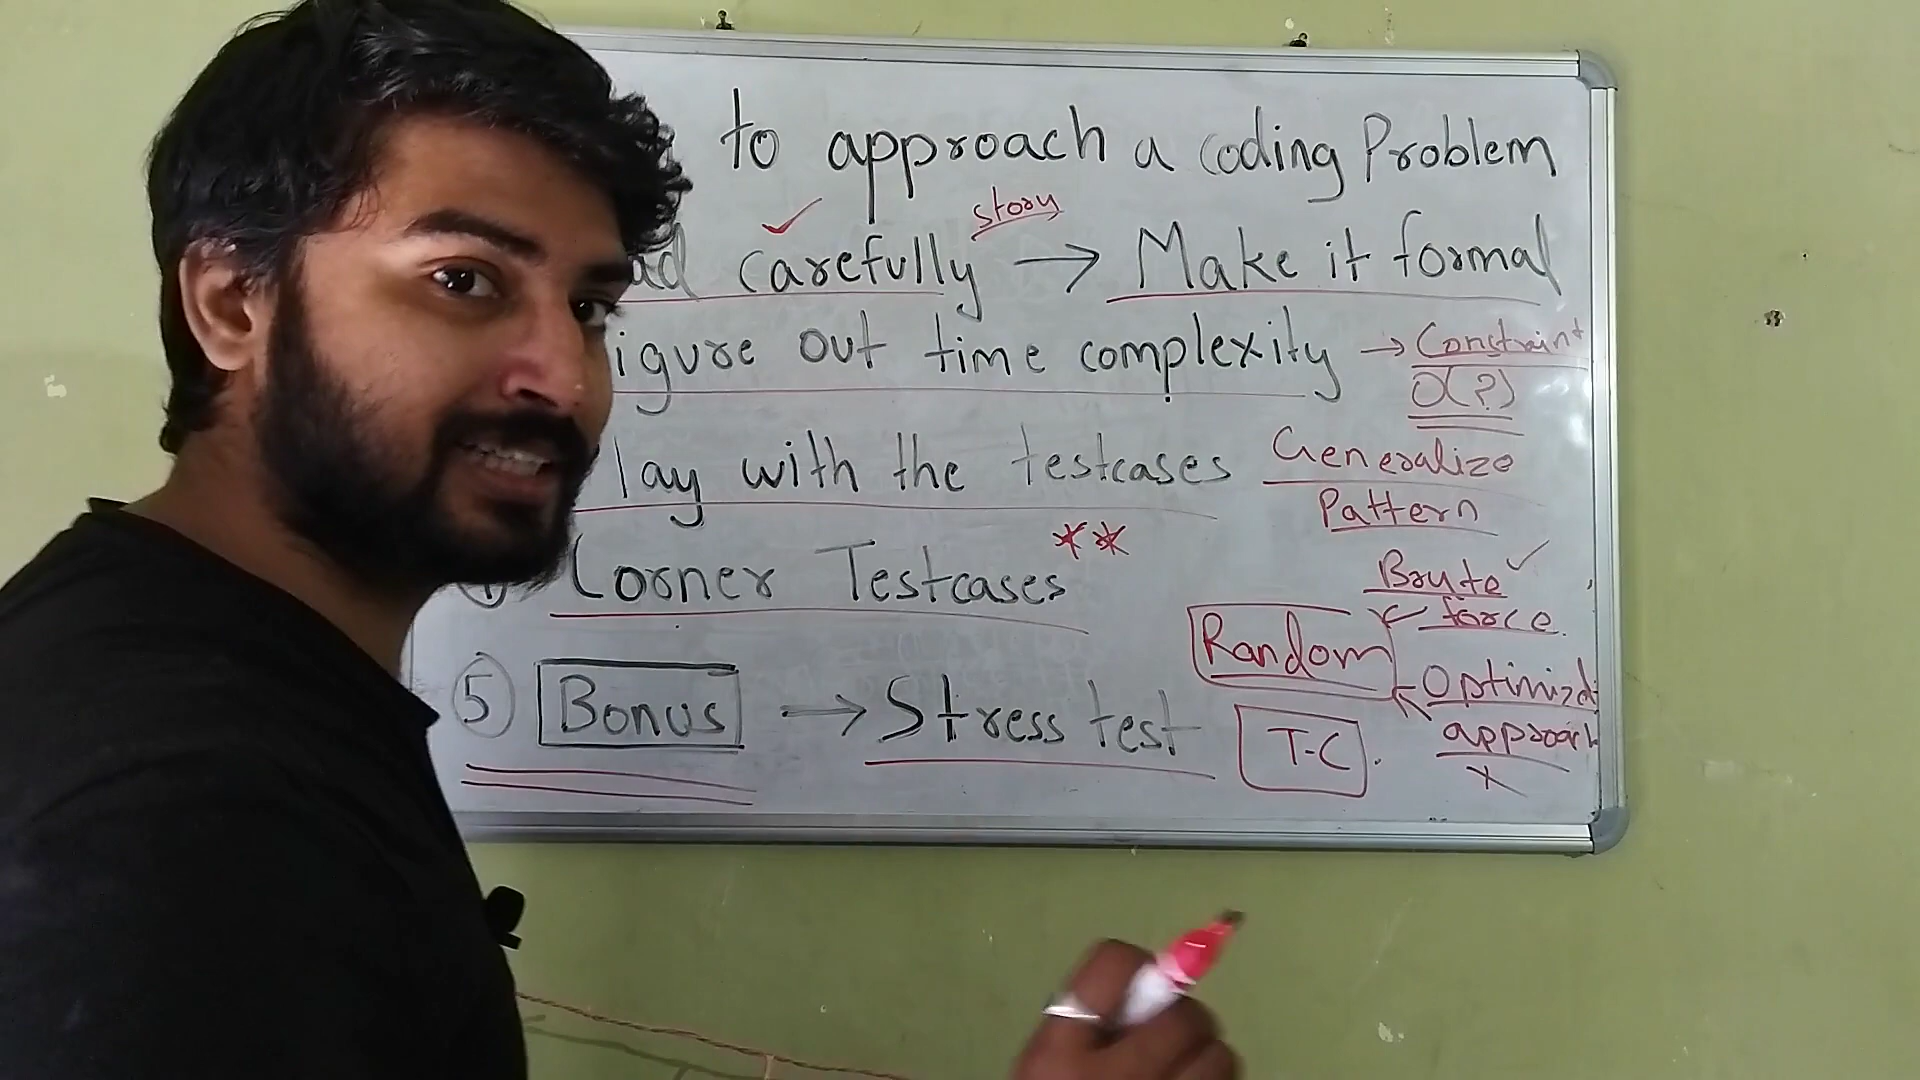 to approach a coding Problem
story
ad carefully → Make it formal
igure out time complexity → Constraint
O(?)
lay with the testcases Generalize
Pattern
Corner Testcases **
Brute
force.
Random
Optimized
approach
⑤ Bonus → Stress test
T-C.